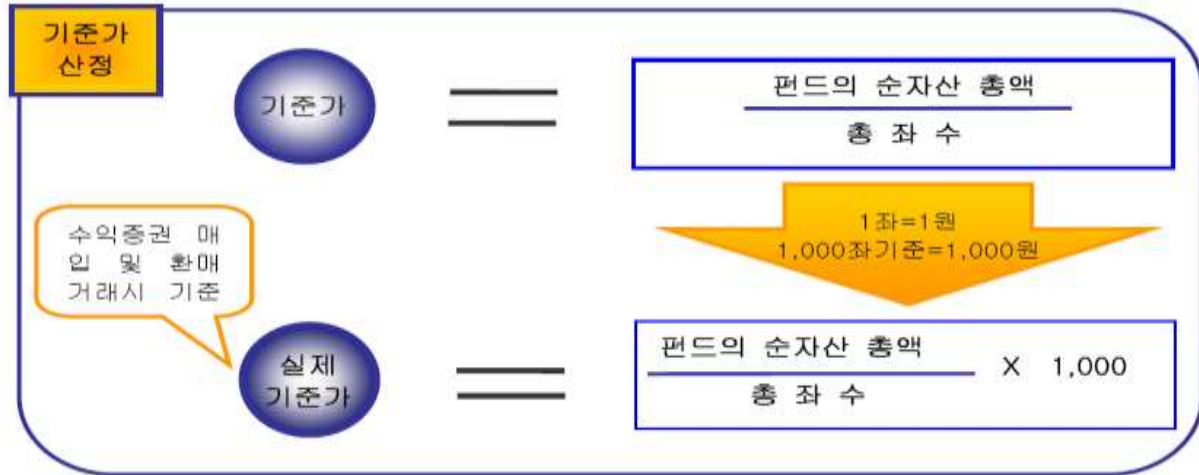 기준가
산정
기준가
펀드의 순자산 총액
총 좌 수
1좌=1원
1,000좌기준=1,000원
수익증권 매
입 및 환매
거래시 기준
실제
기준가
펀드의 순자산 총액
X 1,000
총 좌 수